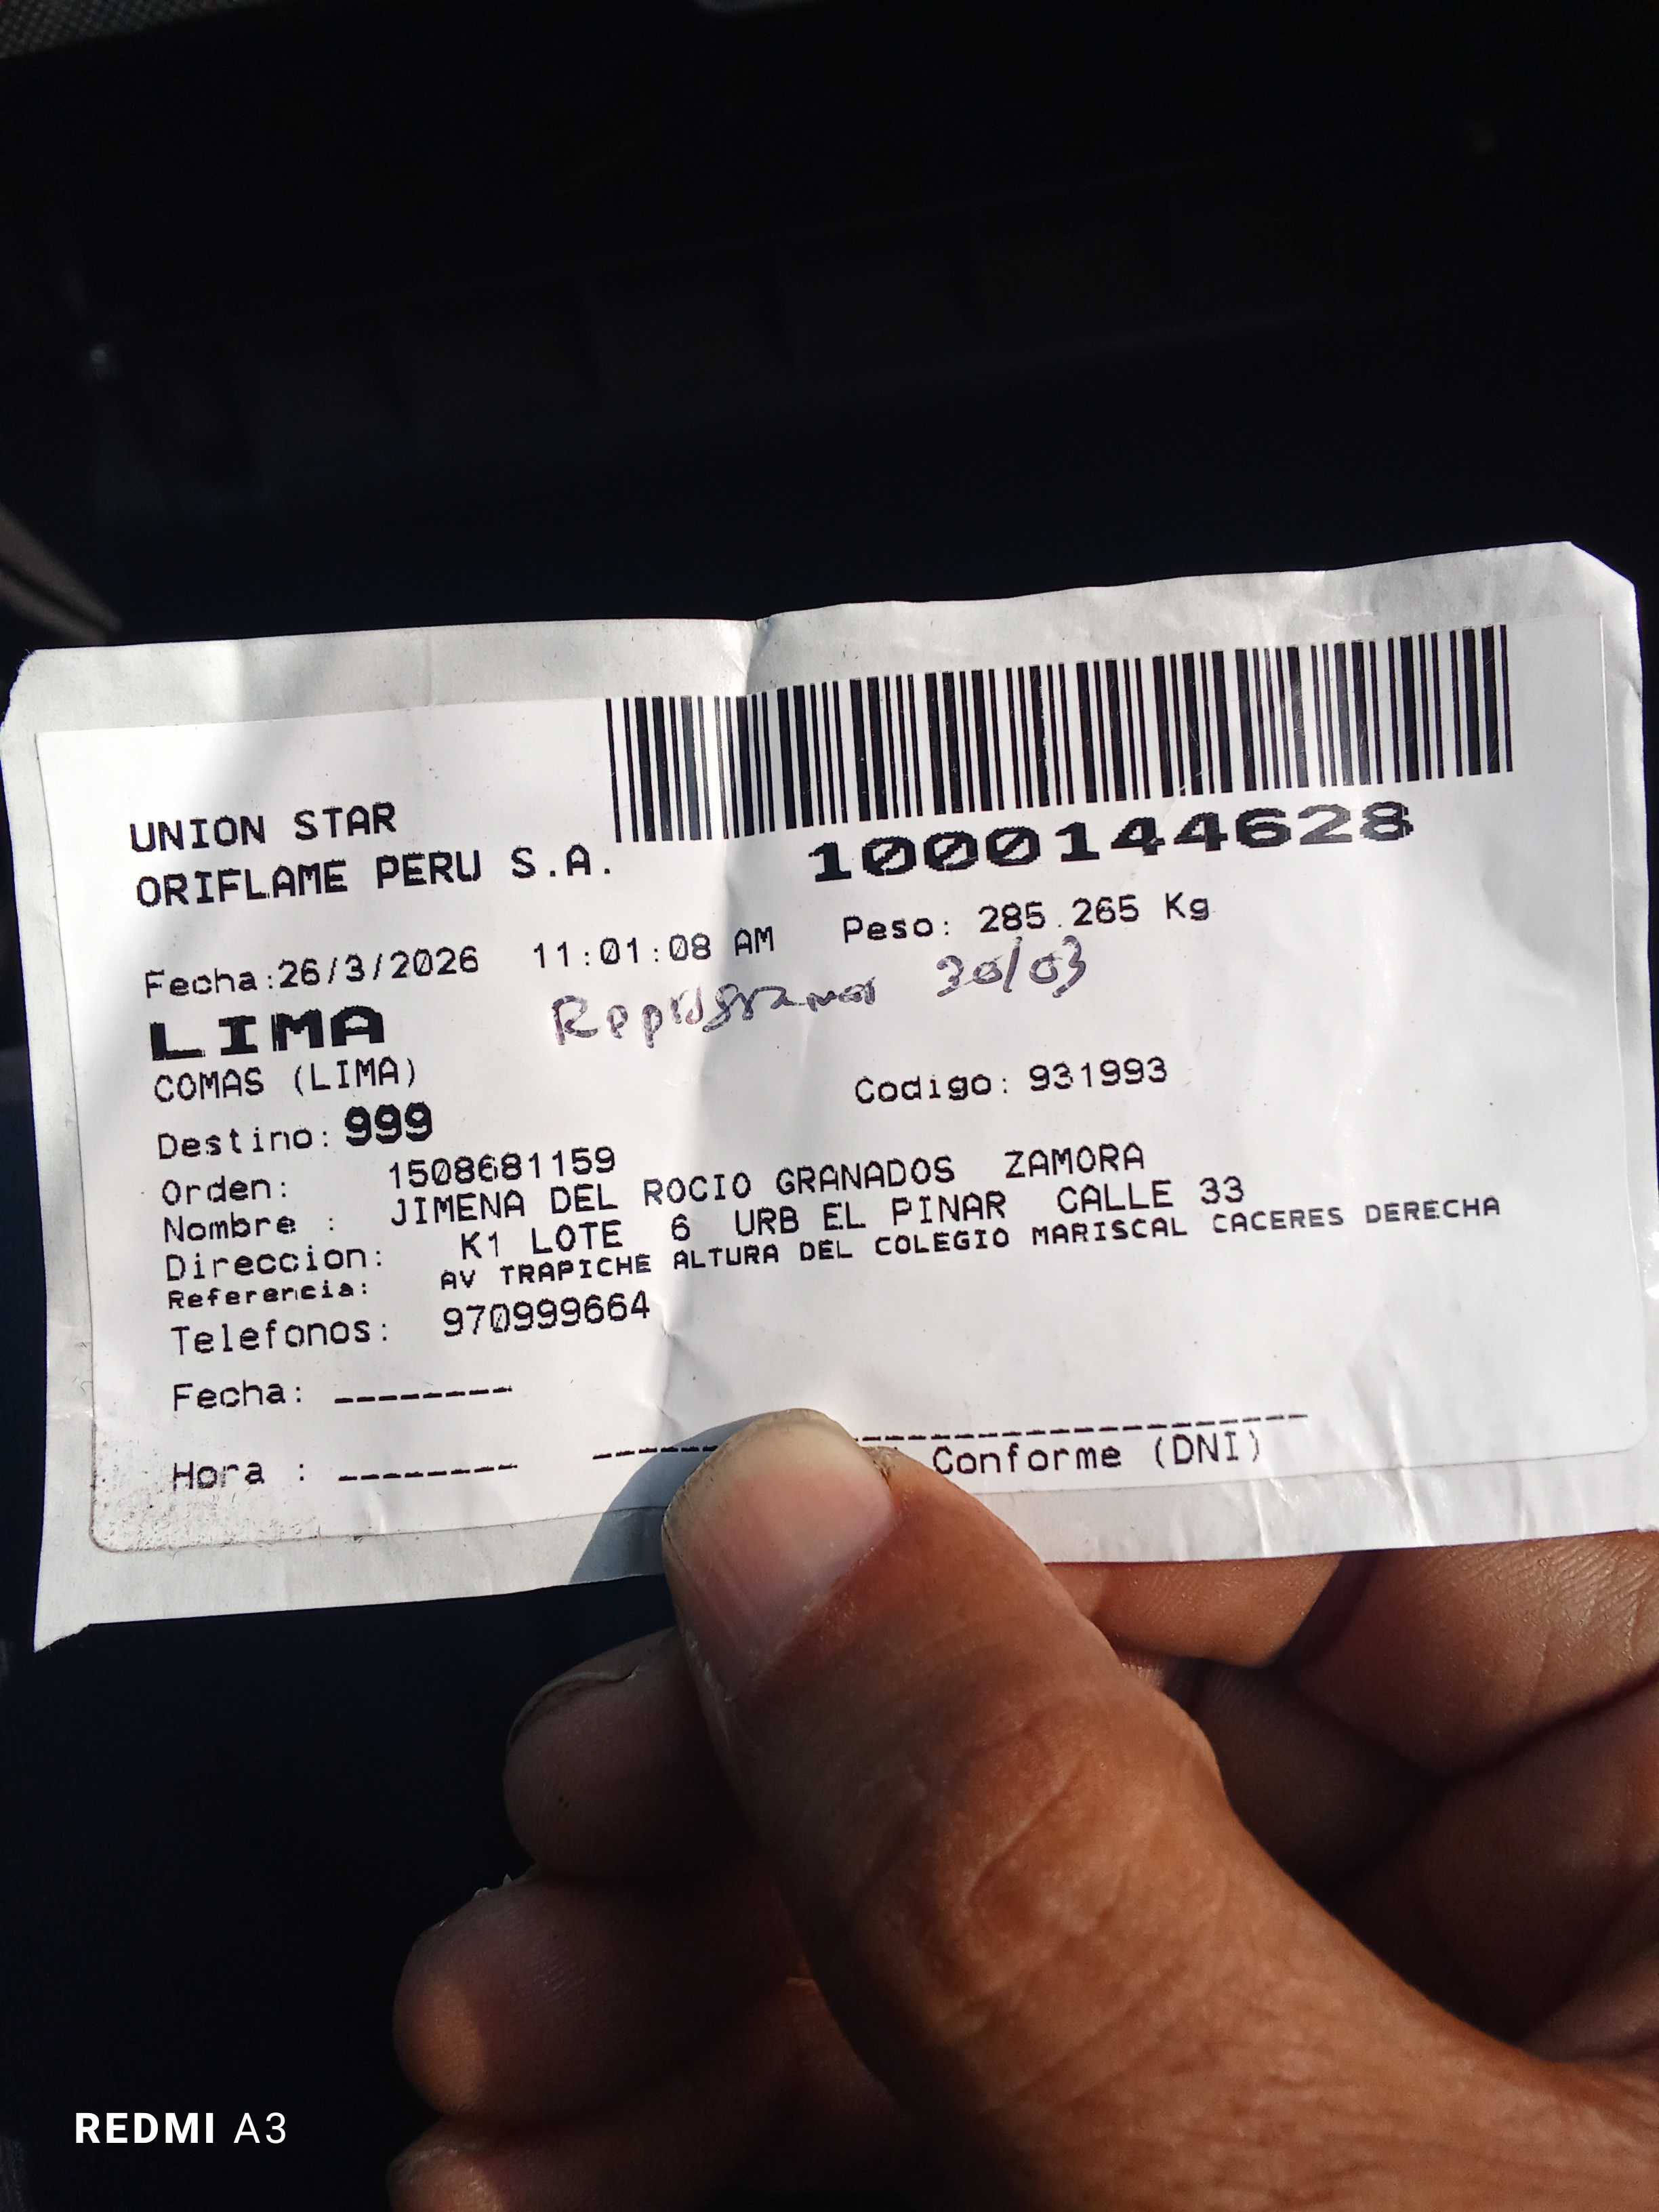 UNION STAR
ORIFLAME PERU S.A.
1000144628
Fecha:26/3/2026 11:01:08 AM Peso: 285.265 Kg
LIMA
30/03
COMAS (LIMA)
Codigo: 931993
Destino: 999
Orden: 1508681159
Nombre : JIMENA DEL ROCIO GRANADOS ZAMORA
Direccion: K1 LOTE 6 URB EL PINAR CALLE 33
Referencia: AV TRAPICHE ALTURA DEL COLEGIO MARISCAL CACERES DERECHA
Telefonos: 970999664
Fecha: --------
Hora : --------
Conforme (DNI)
REDMI A3